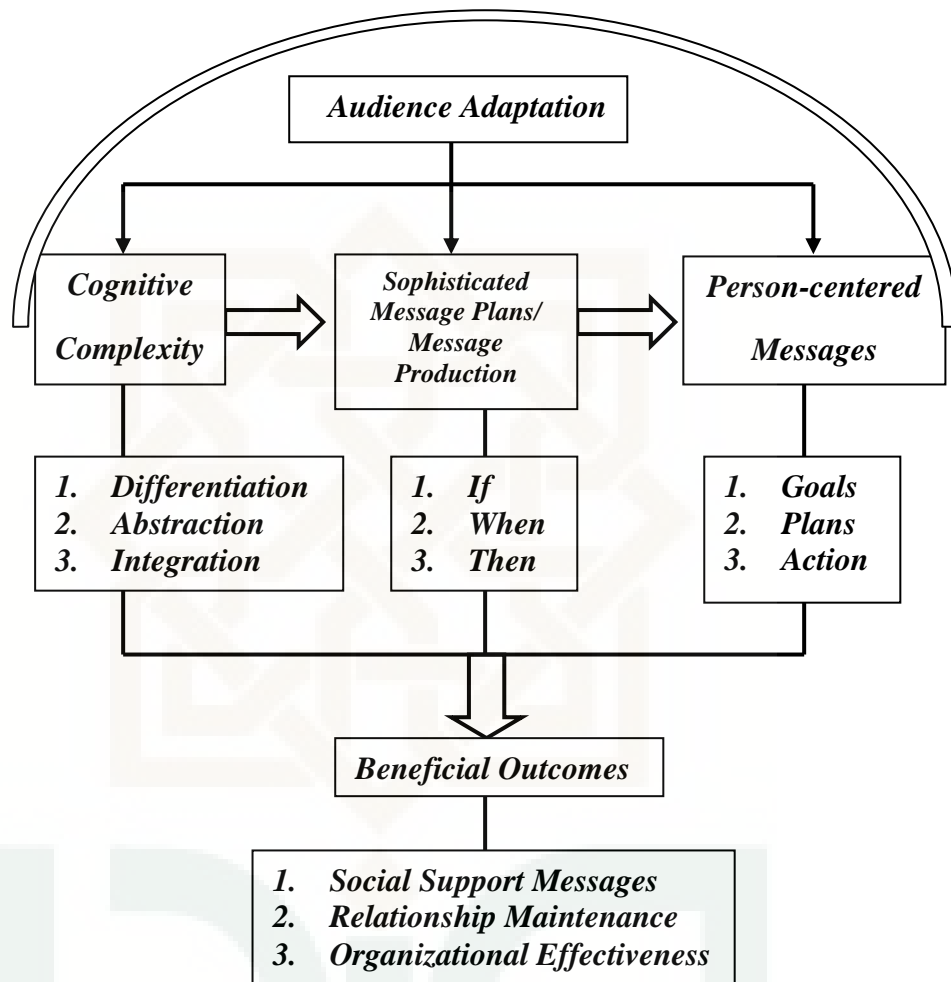 Audience Adaptation
Cognitive
Complexity
Sophisticated
Message Plans/
Message
Production
Person-centered
Messages
1. Differentiation
2. Abstraction
3. Integration
1. If
2. When
3. Then
1. Goals
2. Plans
3. Action
Beneficial Outcomes
1. Social Support Messages
2. Relationship Maintenance
3. Organizational Effectiveness